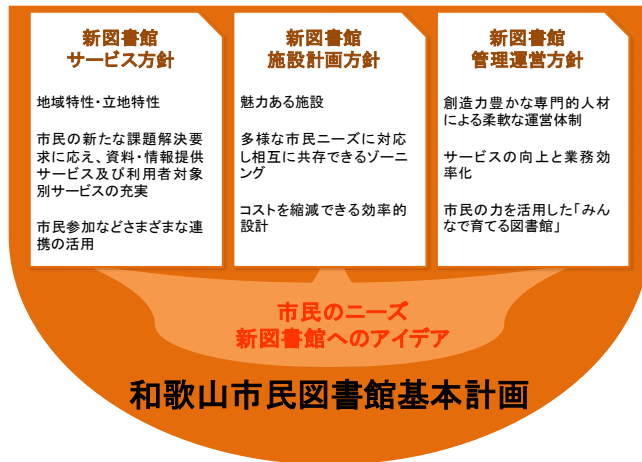 新図書館
サービス方針
地域特性・立地特性
市民の新たな課題解決要
求に応え、資料・情報提供
サービス及び利用者対象
別サービスの充実
市民参加などさまざまな連
携の活用
新図書館
施設計画方針
魅力ある施設
多様な市民ニーズに対応
し相互に共存できるゾーニ
ング
コストを縮減できる効率的
設計
新図書館
管理運営方針
創造力豊かな専門的人材
による柔軟な運営体制
サービスの向上と業務効
率化
市民の力を活用した「みん
なで育てる図書館」
市民のニーズ
新図書館へのアイデア
和歌山市民図書館基本計画